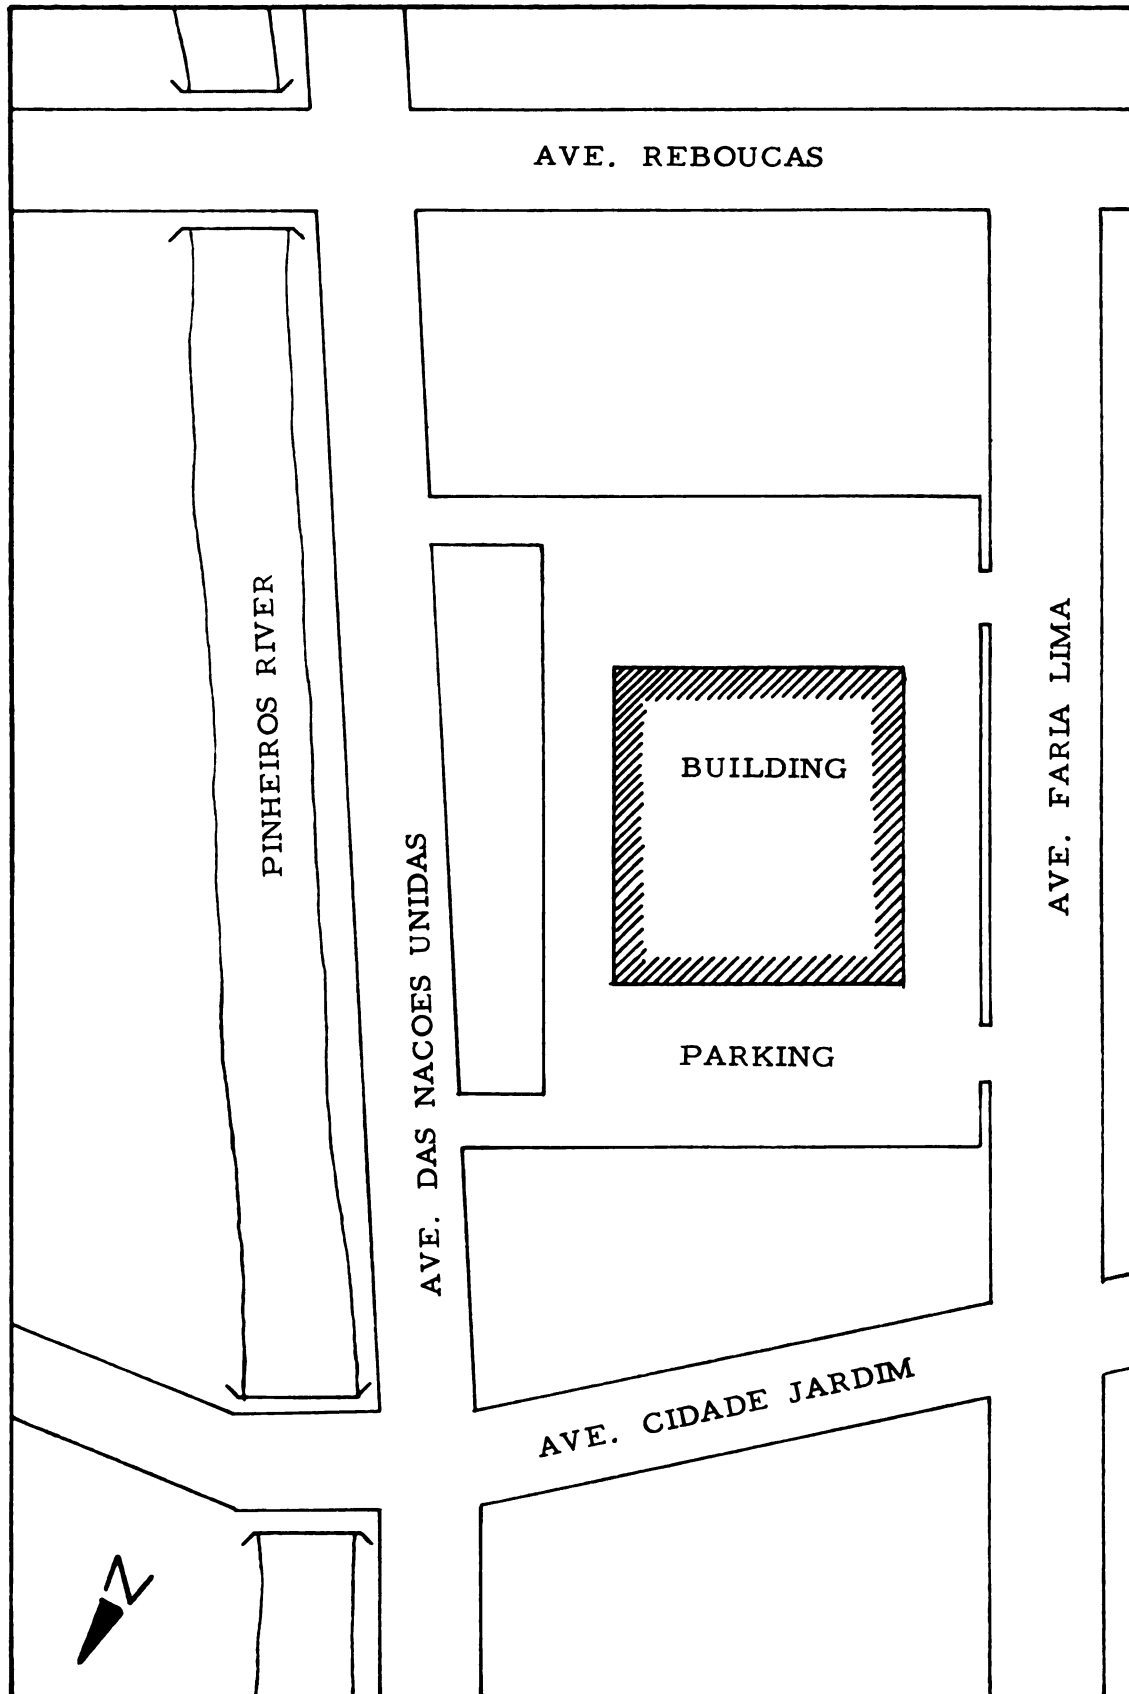 AVE. REBOUCAS
PINHEIROS RIVER
AVE. FARIA LIMA
BUILDING
AVE. DAS NACOES UNIDAS
PARKING
AVE. CIDADE JARDIM
N